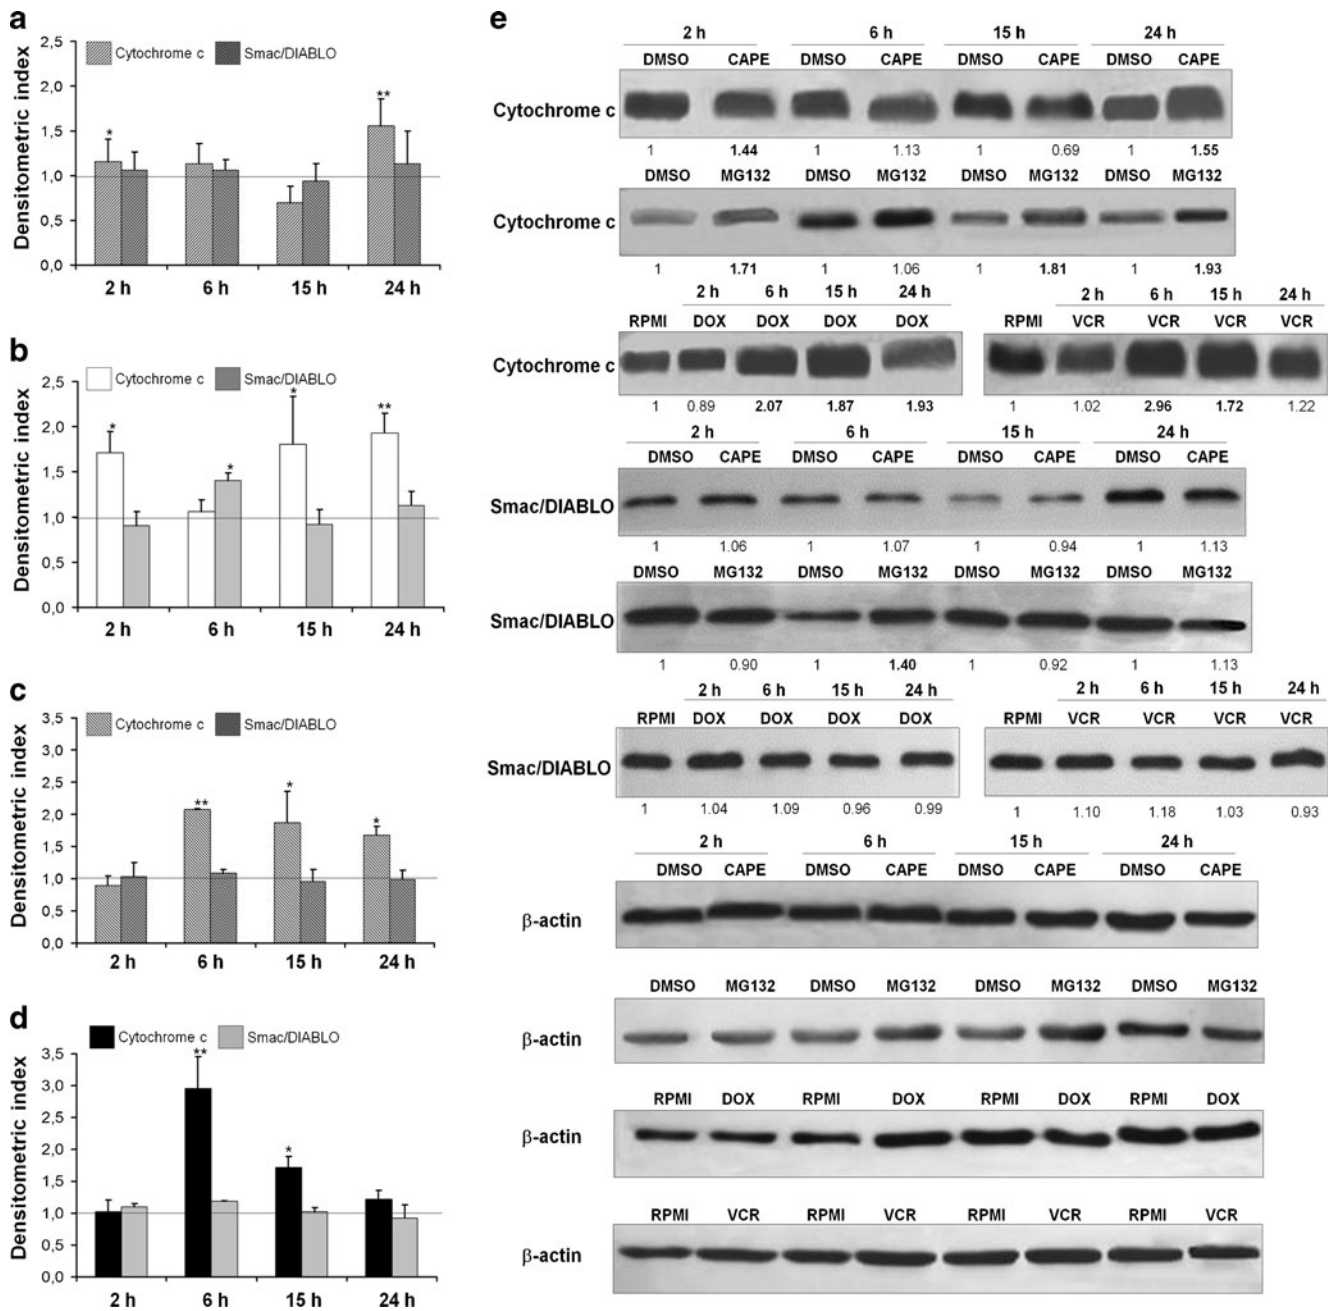 a
Densitometric index
2,5
2,0
1,5
1,0
0,5
0,0
Cytochrome c Smac/DIABLO
* **
2 h 6 h 15 h 24 h
b
Densitometric index
2,5
2,0
1,5
1,0
0,5
0,0
Cytochrome c Smac/DIABLO
* * * **
2 h 6 h 15 h 24 h
c
Densitometric index
3,5
3,0
2,5
2,0
1,5
1,0
0,5
0,0
Cytochrome c Smac/DIABLO
** * *
2 h 6 h 15 h 24 h
d
Densitometric index
3,5
3,0
2,5
2,0
1,5
1,0
0,5
0,0
Cytochrome c Smac/DIABLO
** *
2 h 6 h 15 h 24 h
e
2 h 6 h 15 h 24 h
DMSO CAPE DMSO CAPE DMSO CAPE DMSO CAPE
Cytochrome c
1 1.44 1 1.13 1 0.69 1 1.55
DMSO MG132 DMSO MG132 DMSO MG132 DMSO MG132
Cytochrome c
1 1.71 1 1.06 1 1.81 1 1.93
2 h 6 h 15 h 24 h 2 h 6 h 15 h 24 h
RPMI DOX DOX DOX DOX RPMI VCR VCR VCR VCR
Cytochrome c
1 0.89 2.07 1.87 1.93 1 1.02 2.96 1.72 1.22
2 h 6 h 15 h 24 h
DMSO CAPE DMSO CAPE DMSO CAPE DMSO CAPE
Smac/DIABLO
1 1.06 1 1.07 1 0.94 1 1.13
DMSO MG132 DMSO MG132 DMSO MG132 DMSO MG132
Smac/DIABLO
1 0.90 1 1.40 1 0.92 1 1.13
2 h 6 h 15 h 24 h 2 h 6 h 15 h 24 h
RPMI DOX DOX DOX DOX RPMI VCR VCR VCR VCR
Smac/DIABLO
1 1.04 1.09 0.96 0.99 1 1.10 1.18 1.03 0.93
2 h 6 h 15 h 24 h
DMSO CAPE DMSO CAPE DMSO CAPE DMSO CAPE
β-actin
DMSO MG132 DMSO MG132 DMSO MG132 DMSO MG132
β-actin
RPMI DOX RPMI DOX RPMI DOX RPMI DOX
β-actin
RPMI VCR RPMI VCR RPMI VCR RPMI VCR
β-actin